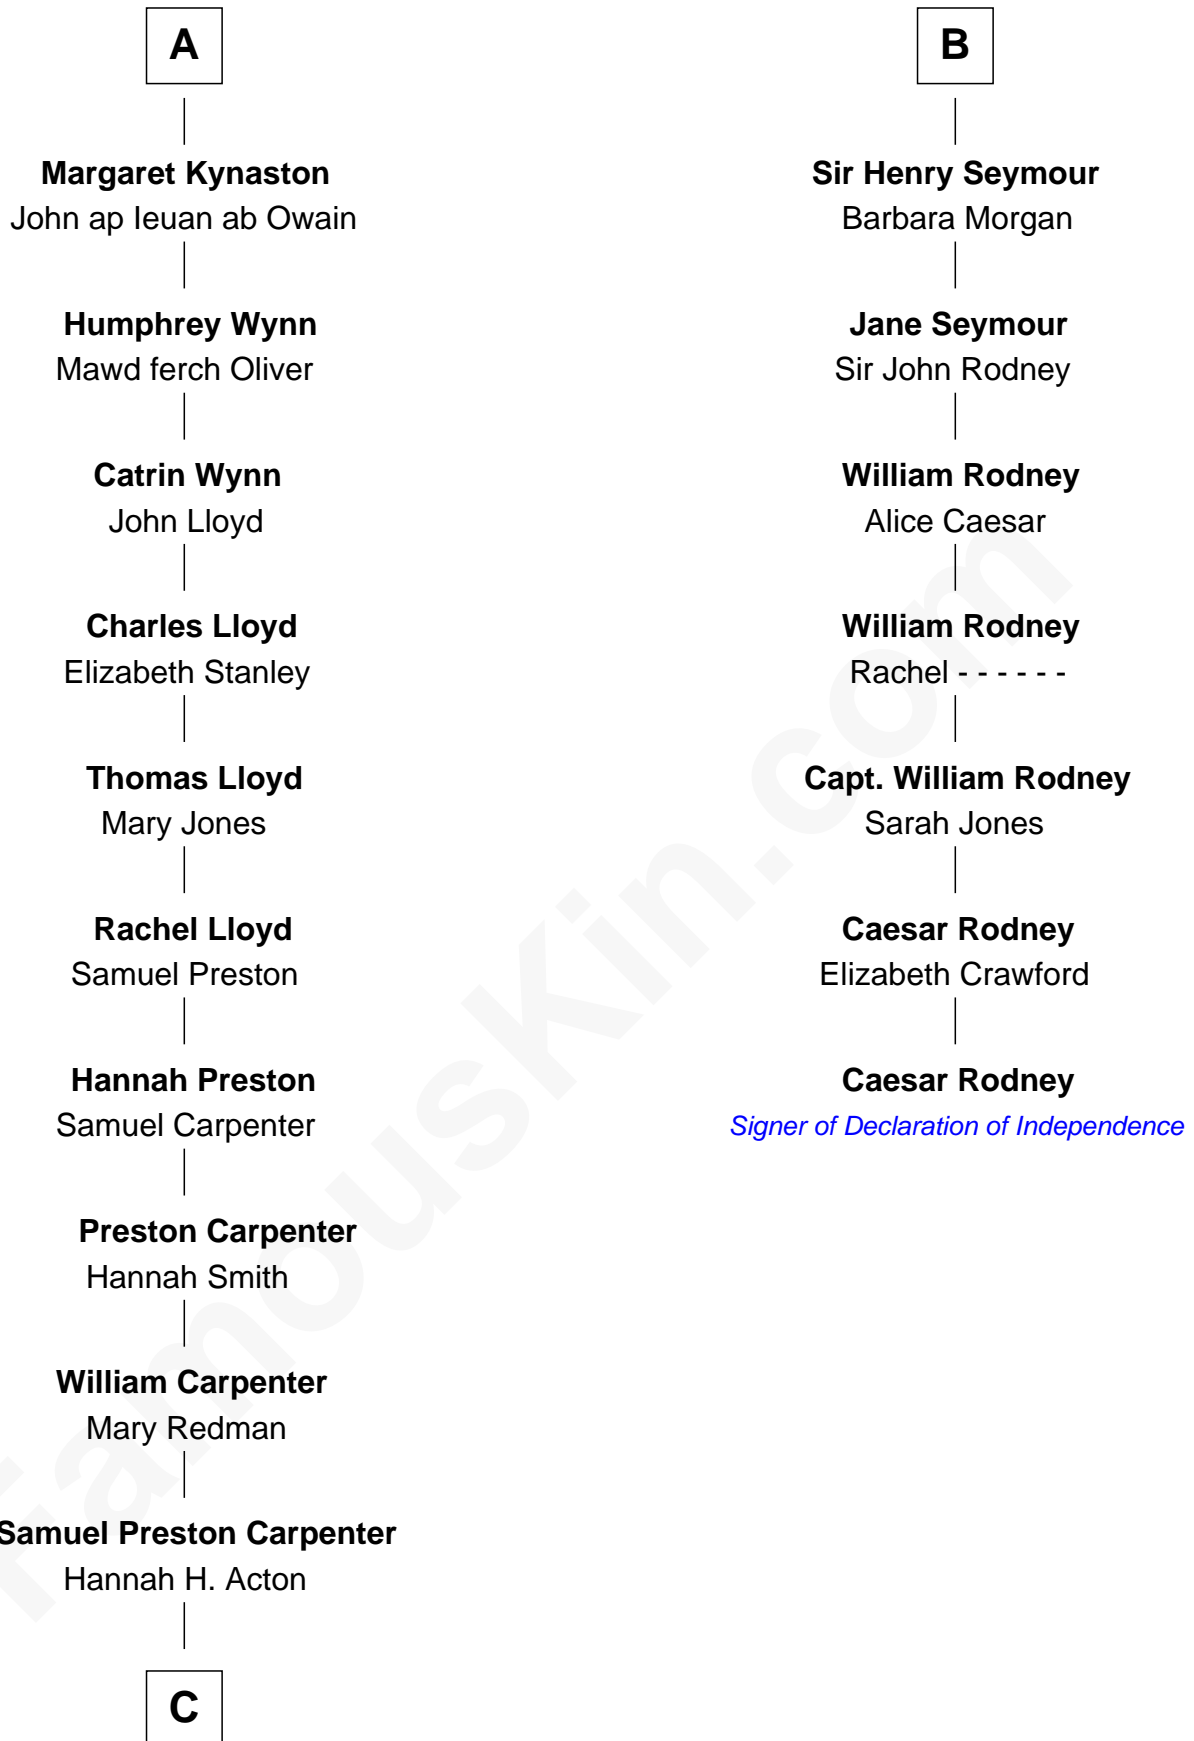 A
Margaret Kynaston
John ap Ieuan ab Owain
Humphrey Wynn
Mawd ferch Oliver
Catrin Wynn
John Lloyd
Charles Lloyd
Elizabeth Stanley
Thomas Lloyd
Mary Jones
Rachel Lloyd
Samuel Preston
Hannah Preston
Samuel Carpenter
Preston Carpenter
Hannah Smith
William Carpenter
Mary Redman
Samuel Preston Carpenter
Hannah H. Acton
C
B
Sir Henry Seymour
Barbara Morgan
Jane Seymour
Sir John Rodney
William Rodney
Alice Caesar
William Rodney
Rachel - - - - - -
Capt. William Rodney
Sarah Jones
Caesar Rodney
Elizabeth Crawford
Caesar Rodney
Signer of Declaration of Independence
FamousKin.com